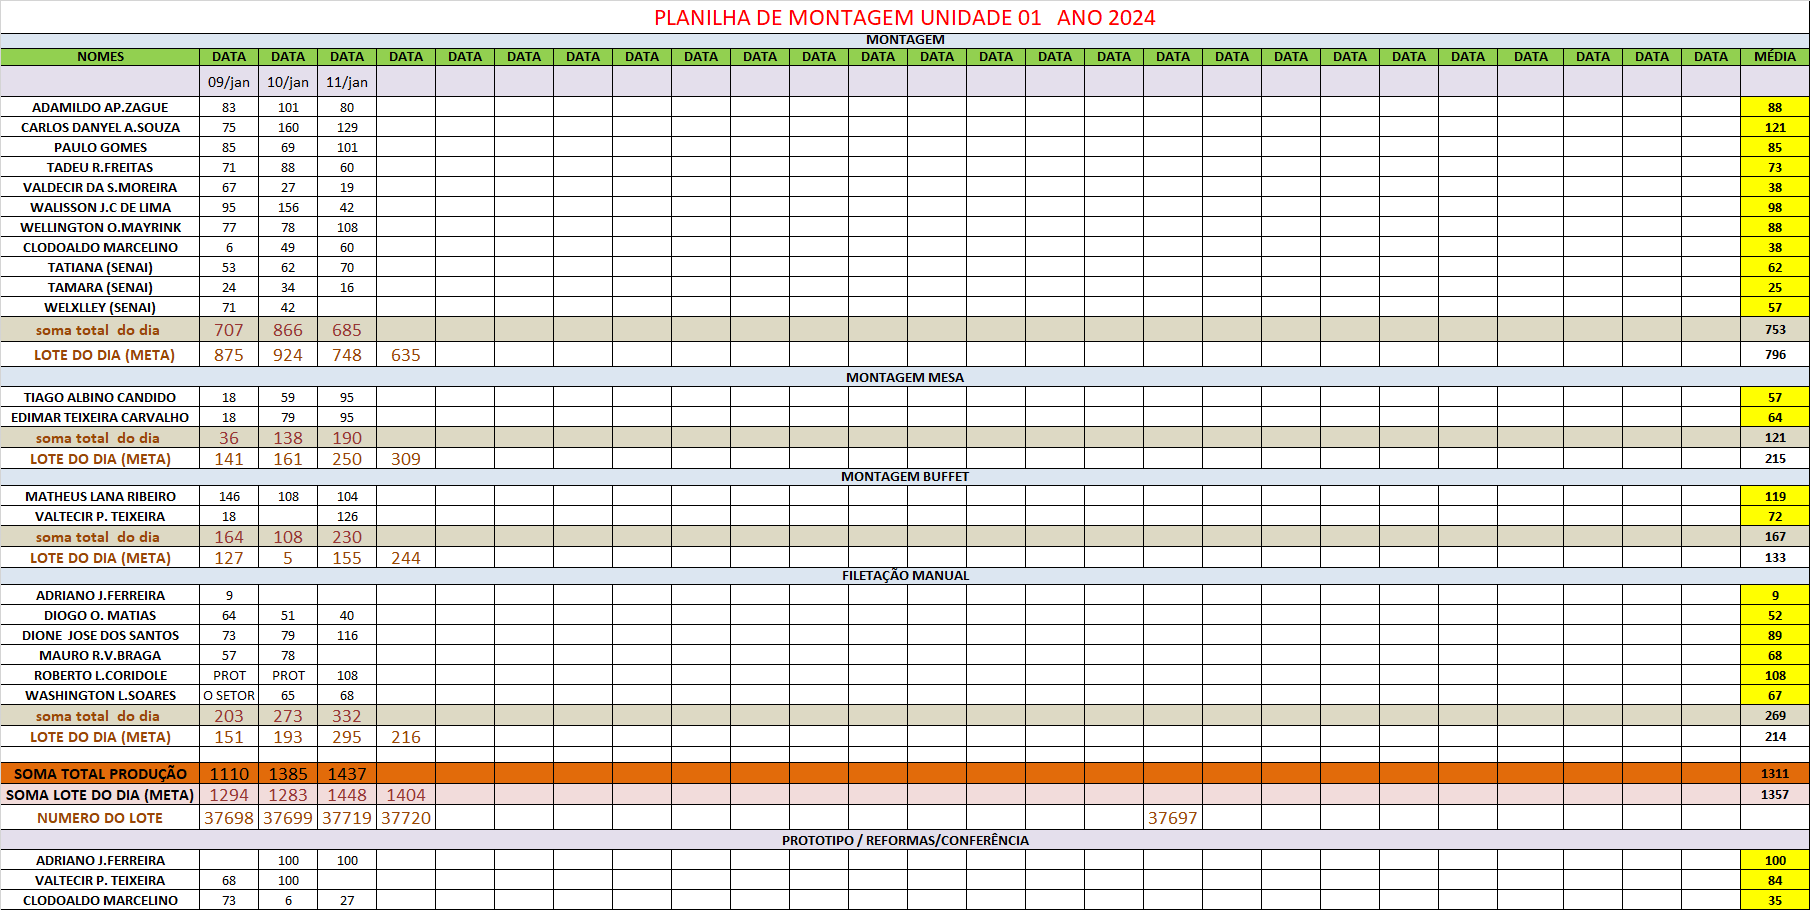 PLANILHA DE MONTAGEM UNIDADE 01 ANO 2024
MONTAGEM
NOMES DATA DATA DATA DATA DATA DATA DATA DATA DATA DATA DATA DATA DATA DATA DATA DATA DATA DATA DATA DATA DATA DATA DATA DATA DATA DATA MÉDIA
09/jan 10/jan 11/jan
ADAMILDO AP.ZAGUE 83 101 80 88
CARLOS DANYEL A.SOUZA 75 160 129 121
PAULO GOMES 85 69 101 85
TADEU R.FREITAS 71 88 60 73
VALDECIR DA S.MOREIRA 67 27 19 38
WALISSON J.C DE LIMA 95 156 42 98
WELLINGTON O.MAYRINK 77 78 108 88
CLODOALDO MARCELINO 6 49 60 38
TATIANA (SENAI) 53 62 70 62
TAMARA (SENAI) 24 34 16 25
WELXLLEY (SENAI) 71 42 57
soma total do dia 707 866 685 753
LOTE DO DIA (META) 875 924 748 635 796
MONTAGEM MESA
TIAGO ALBINO CANDIDO 18 59 95 57
EDIMAR TEIXEIRA CARVALHO 18 79 95 64
soma total do dia 36 138 190 121
LOTE DO DIA (META) 141 161 250 309 215
MONTAGEM BUFFET
MATHEUS LANA RIBEIRO 146 108 104 119
VALTECIR P. TEIXEIRA 18 126 72
soma total do dia 164 108 230 167
LOTE DO DIA (META) 127 5 155 244 133
FILETAÇÃO MANUAL
ADRIANO J.FERREIRA 9 9
DIOGO O. MATIAS 64 51 40 52
DIONE JOSE DOS SANTOS 73 79 116 89
MAURO R.V.BRAGA 57 78 68
ROBERTO L.CORIDOLE PROT PROT 108 108
WASHINGTON L.SOARES O SETOR 65 68 67
soma total do dia 203 273 332 269
LOTE DO DIA (META) 151 193 295 216 214
SOMA TOTAL PRODUÇÃO 1110 1385 1437 1311
SOMA LOTE DO DIA (META) 1294 1283 1448 1404 1357
NUMERO DO LOTE 37698 37699 37719 37720 37697
PROTOTIPO / REFORMAS/CONFERÊNCIA
ADRIANO J.FERREIRA 100 100 100
VALTECIR P. TEIXEIRA 68 100 84
CLODOALDO MARCELINO 73 6 27 35